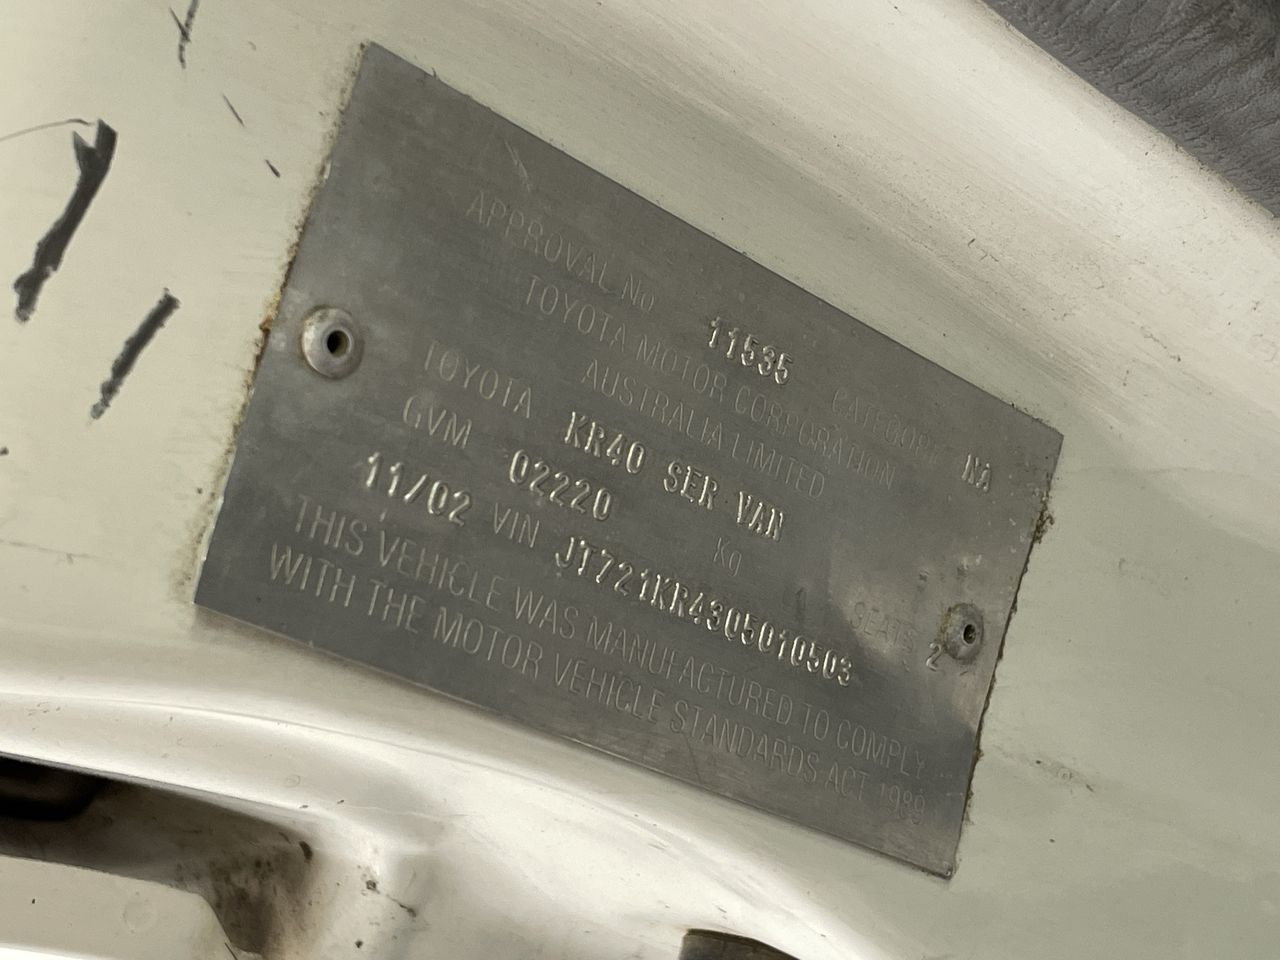 APPROVAL No 11535 CATEGORY NA
TOYOTA MOTOR CORPORATION
AUSTRALIA LIMITED
TOYOTA KR40 SER VAN
GVM 02220 Kg SEATS 2
11/02 VIN JT721KR4305010503
THIS VEHICLE WAS MANUFACTURED TO COMPLY
WITH THE MOTOR VEHICLE STANDARDS ACT 1989